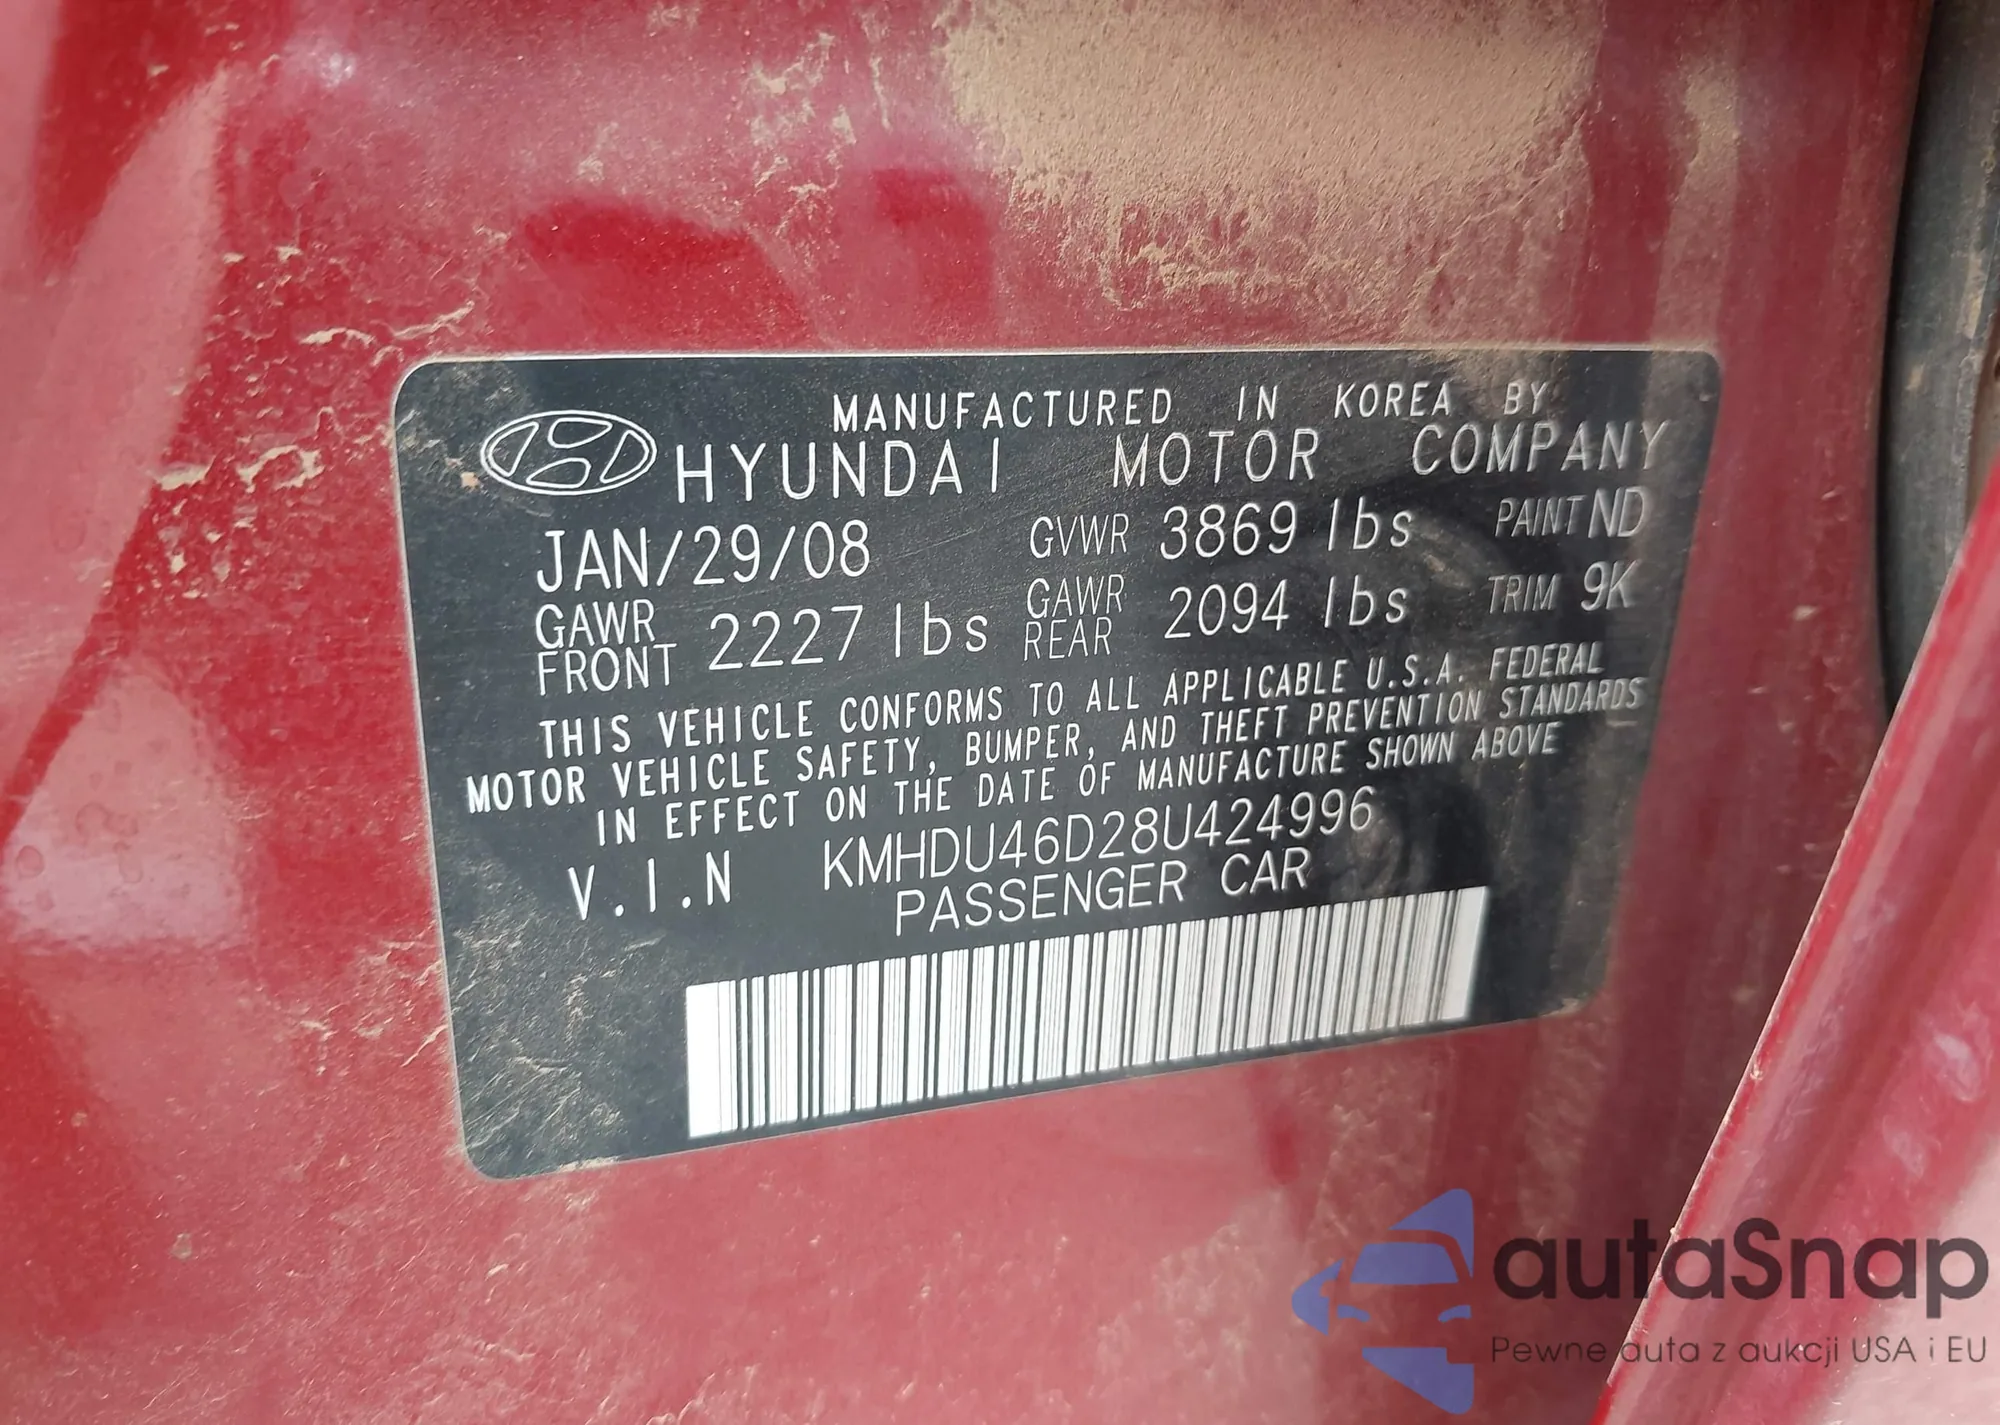 MANUFACTURED IN KOREA BY
HYUNDAI MOTOR COMPANY
JAN/29/08 GVWR 3869 lbs PAINT ND
GAWR FRONT 2227 lbs GAWR REAR 2094 lbs TRIM 9K
THIS VEHICLE CONFORMS TO ALL APPLICABLE U.S.A. FEDERAL
MOTOR VEHICLE SAFETY, BUMPER, AND THEFT PREVENTION STANDARDS
IN EFFECT ON THE DATE OF MANUFACTURE SHOWN ABOVE
V.I.N KMHDU46D28U424996
PASSENGER CAR
autaSnap
Pewne auta z aukcji USA i EU